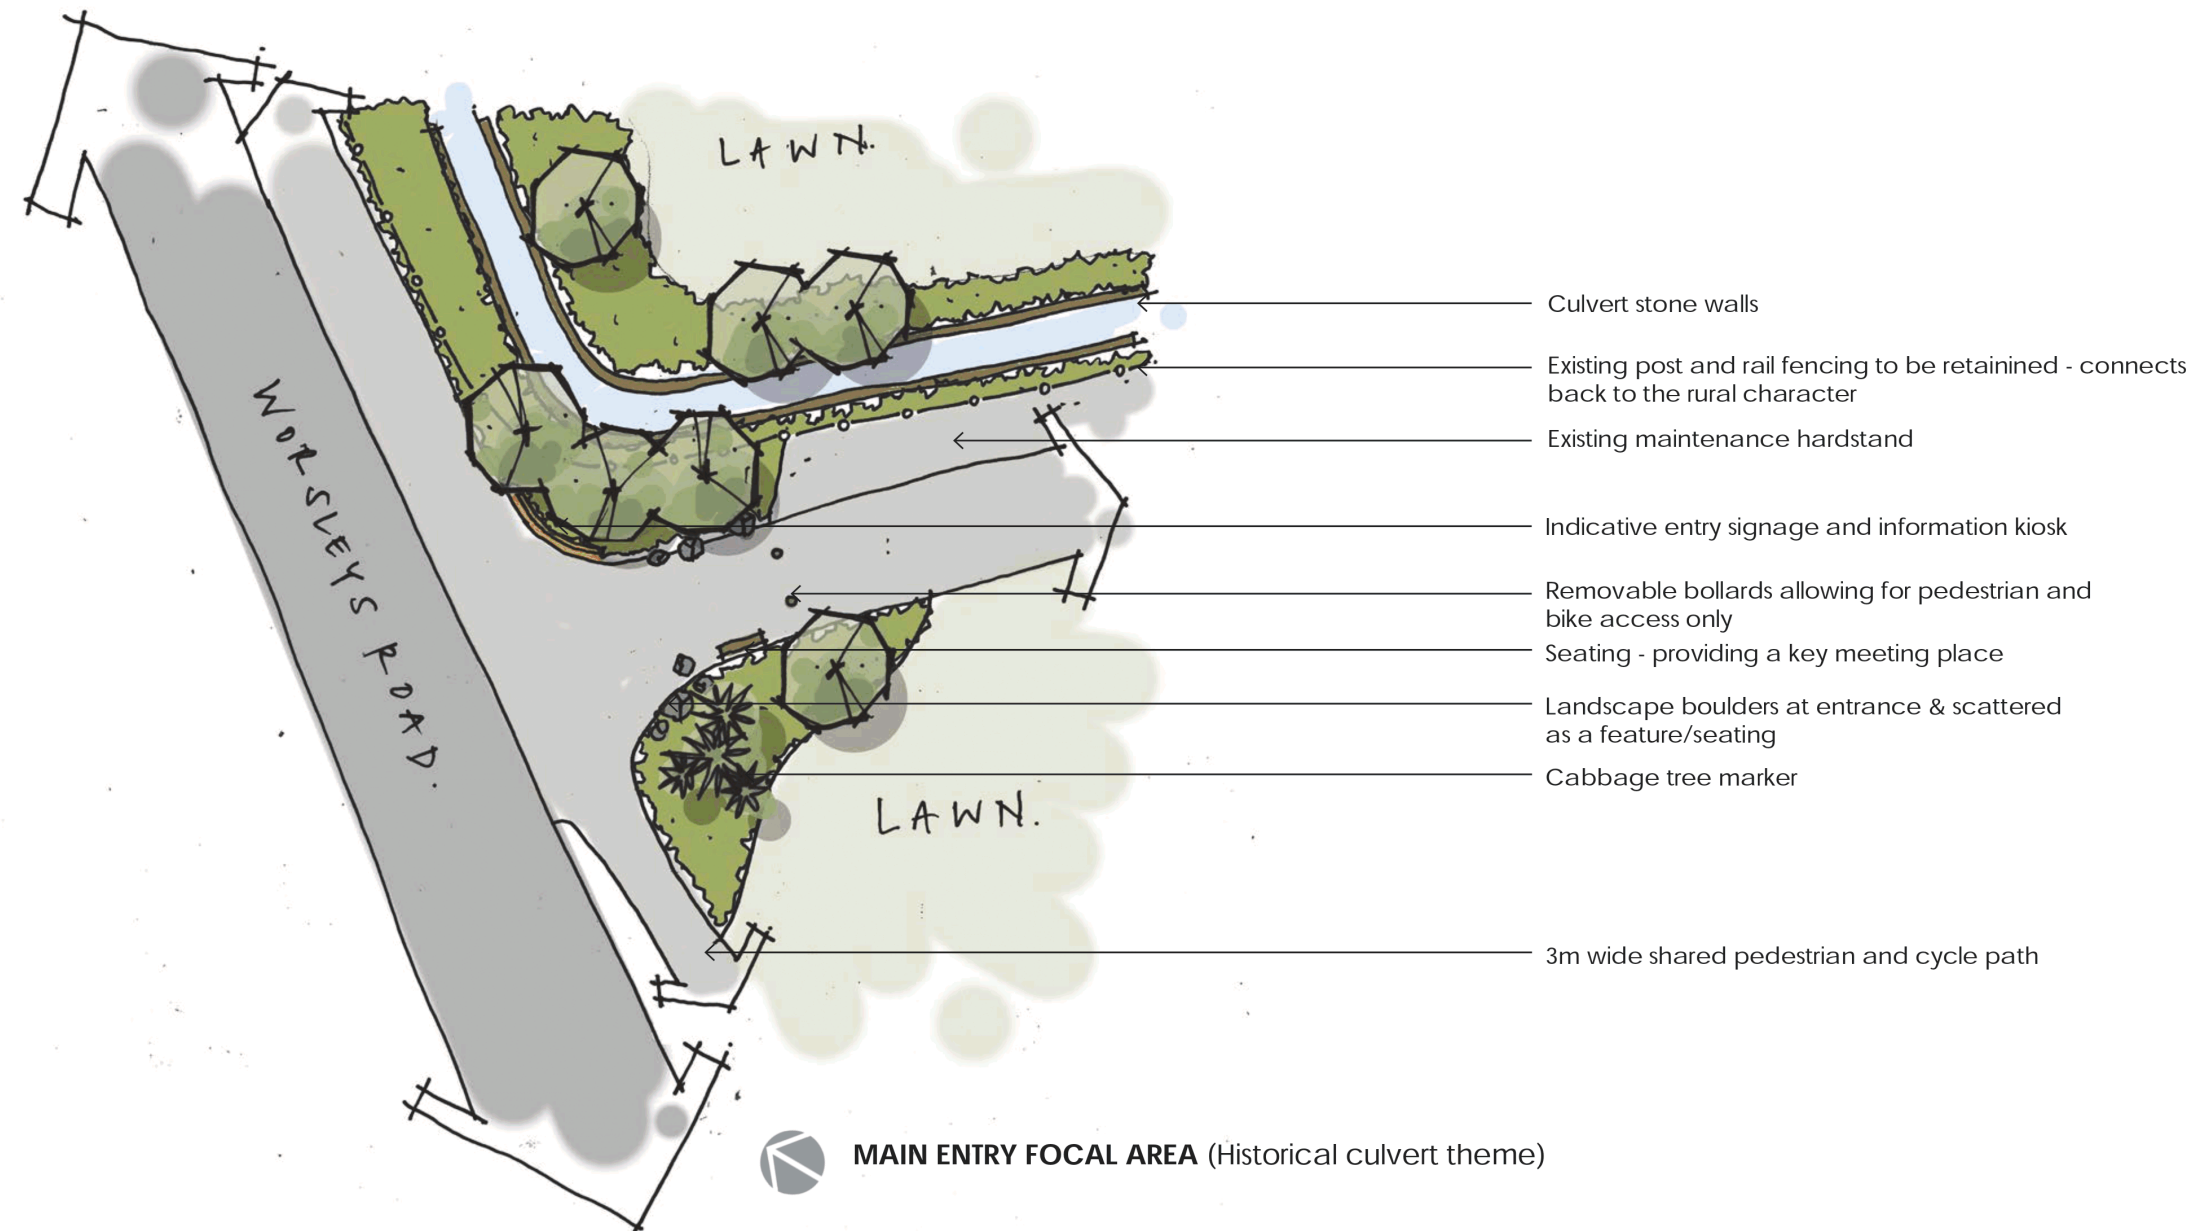 LAWN.
Culvert stone walls
Existing post and rail fencing to be retainined - connects
back to the rural character
Existing maintenance hardstand
WORSLEYS ROAD.
Indicative entry signage and information kiosk
Removable bollards allowing for pedestrian and
bike access only
Seating - providing a key meeting place
Landscape boulders at entrance & scattered
as a feature/seating
Cabbage tree marker
LAWN.
3m wide shared pedestrian and cycle path
MAIN ENTRY FOCAL AREA (Historical culvert theme)